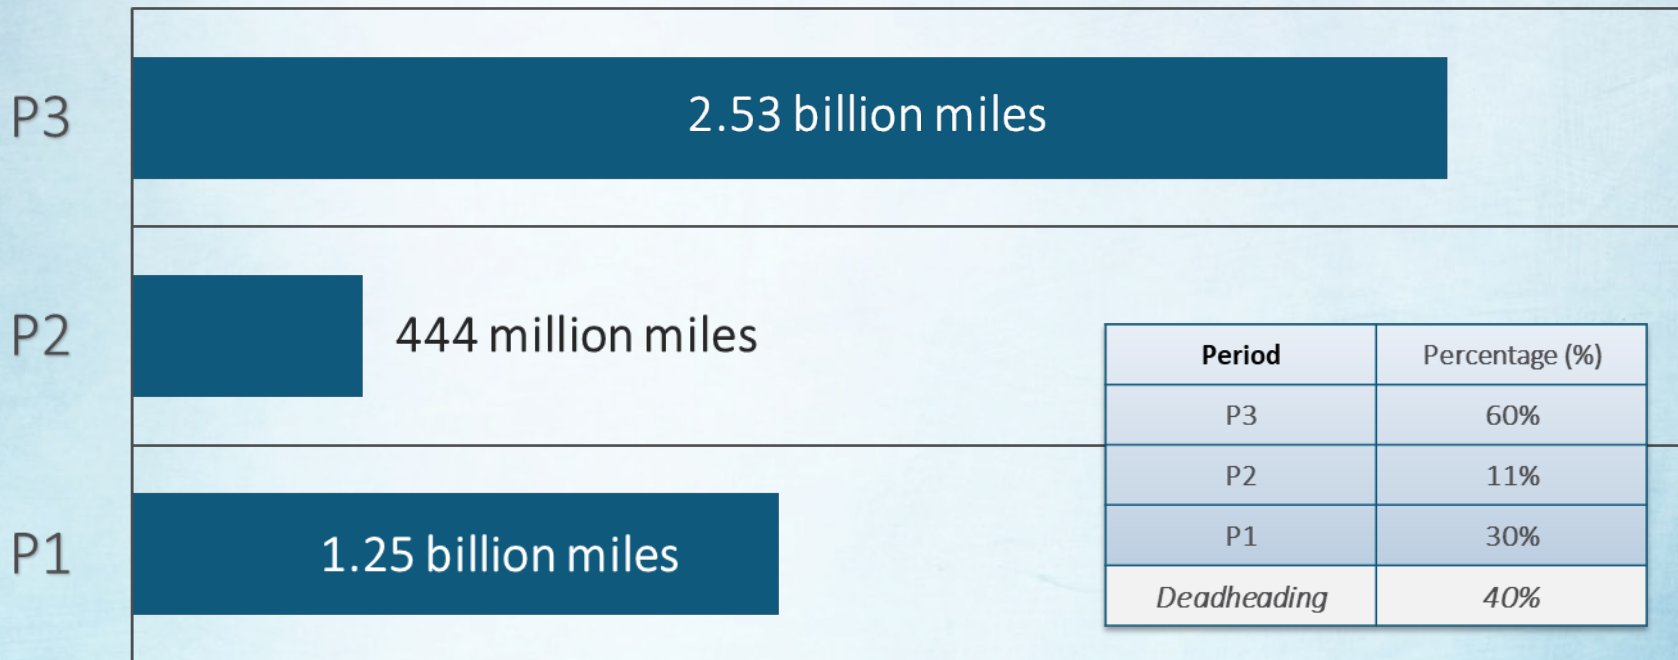 P3
2.53 billion miles
P2
444 million miles
P1
1.25 billion miles
Period Percentage (%)
P3 60%
P2 11%
P1 30%
Deadheading 40%